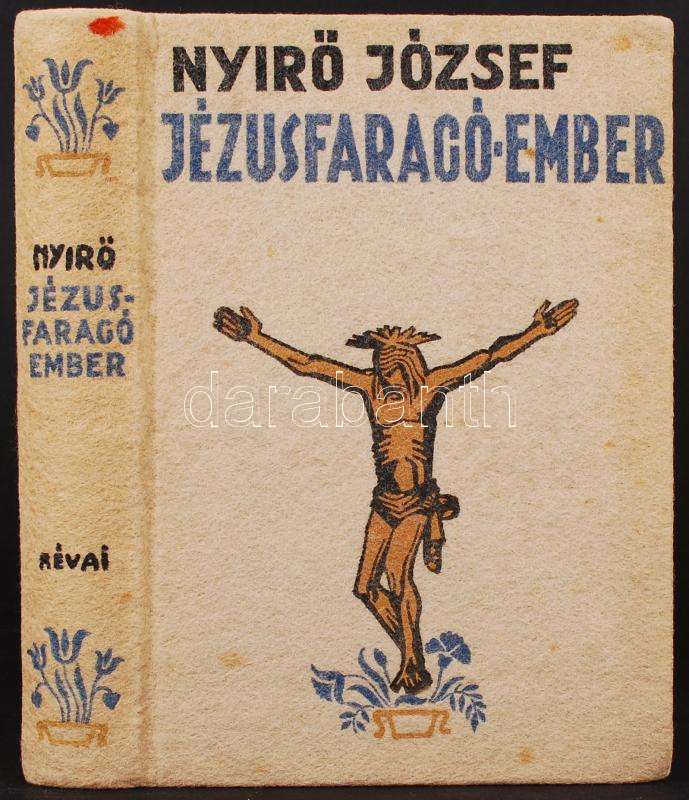 NYIRŐ JÓZSEF
JÉZUSFARAGÓ-EMBER
NYIRŐ
JÉZUS-
FARAGÓ
EMBER
RÉVAI
darabanth